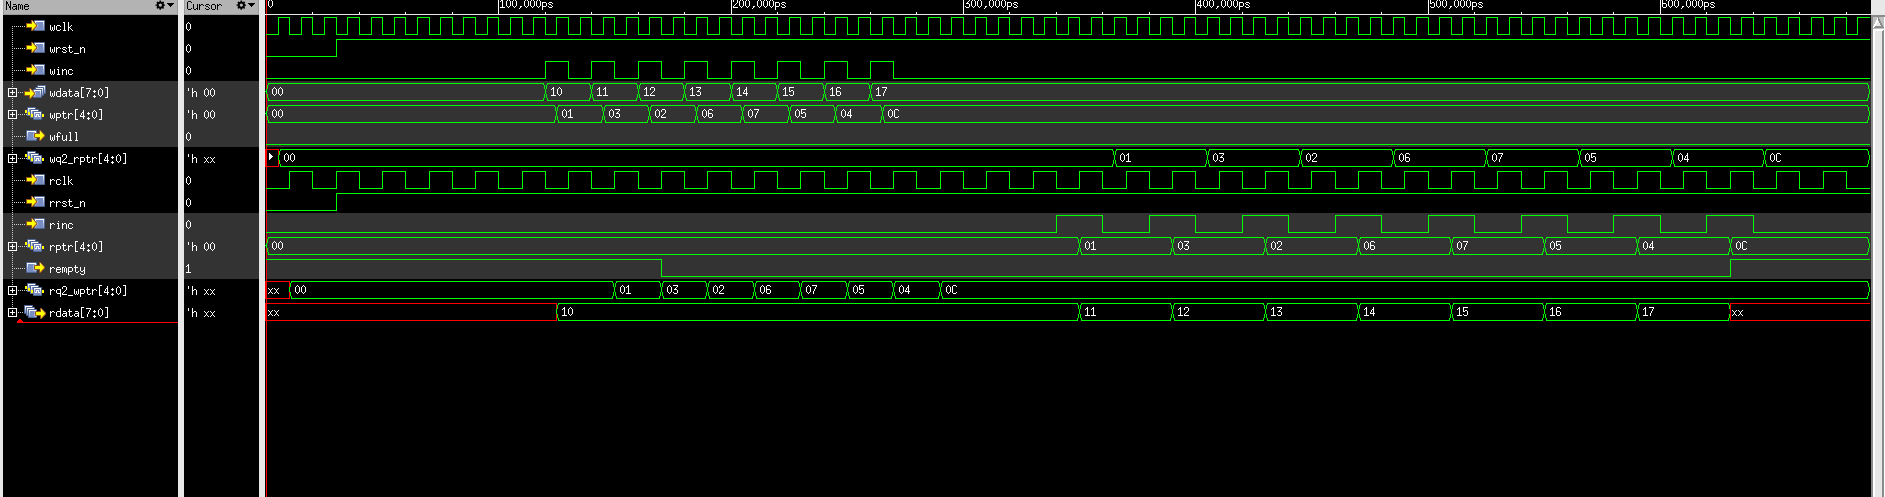 Name Cursor 0 100,000ps 200,000ps 300,000ps 400,000ps 500,000ps 600,000ps
wclk 0
wrst_n 0
winc 0
wdata[7:0] 'h 00 00 10 11 12 13 14 15 16 17
wptr[4:0] 'h 00 00 01 03 02 06 07 05 04 0C
wfull 0
wq2_rptr[4:0] 'h xx 00 01 03 02 06 07 05 04 0C
rclk 0
rrst_n 0
rinc 0
rptr[4:0] 'h 00 00 01 03 02 06 07 05 04 0C
rempty 1
rq2_wptr[4:0] 'h xx xx 00 01 03 02 06 07 05 04 0C
rdata[7:0] 'h xx xx 10 11 12 13 14 15 16 17 xx